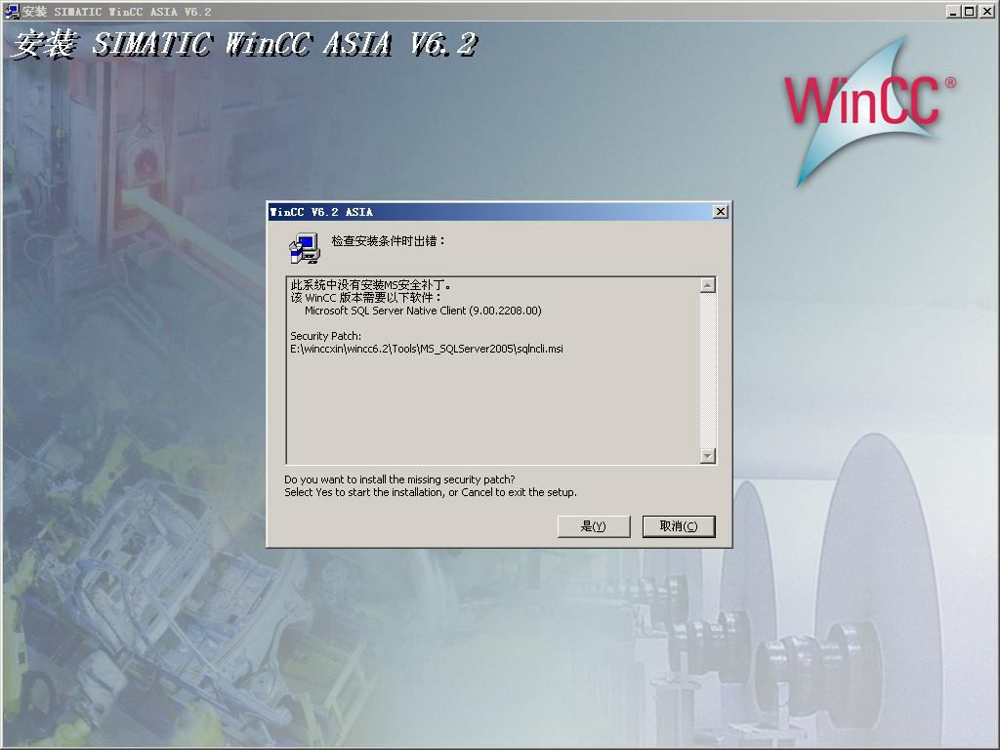 安装 SIMATIC WinCC ASIA V6.2
安装 SIMATIC WinCC ASIA V6.2
WinCC®
WinCC V6.2 ASIA
检查安装条件时出错：
此系统中没有安装MS安全补丁。
该 WinCC 版本需要以下软件：
Microsoft SQL Server Native Client (9.00.2208.00)
Security Patch:
E:\winccxin\wincc6.2\Tools\MS_SQLServer2005\sqlncli.msi
Do you want to install the missing security patch?
Select Yes to start the installation, or Cancel to exit the setup.
是(Y) 取消(C)